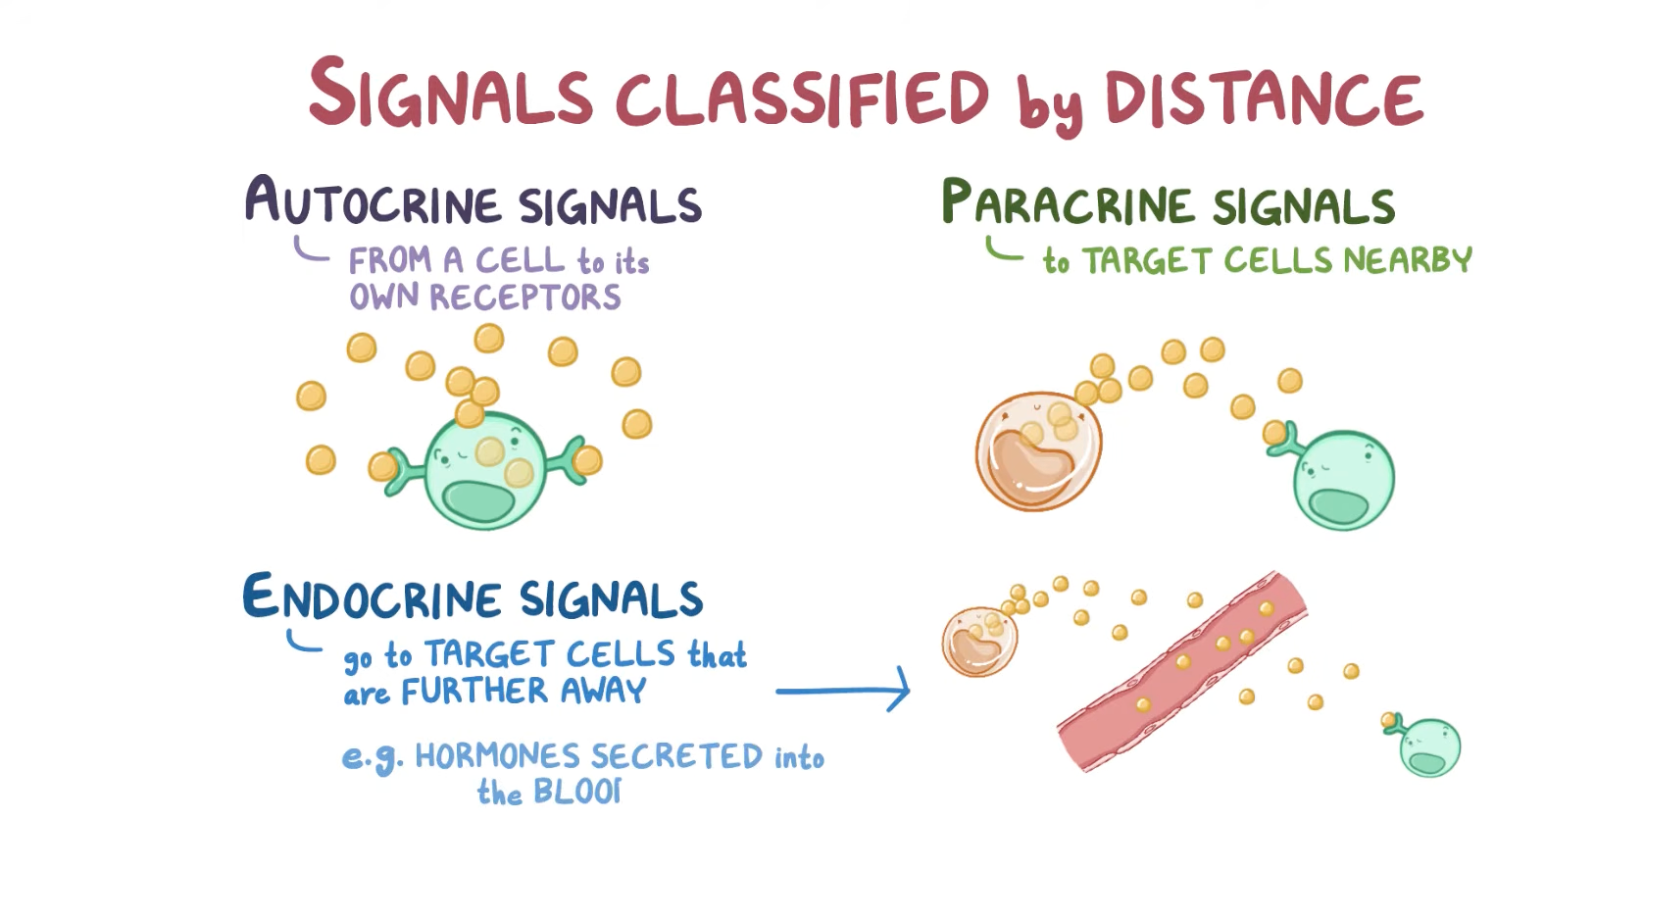 SIGNALS CLASSIFIED by DISTANCE
AUTOCRINE SIGNALS
FROM A CELL to its
OWN RECEPTORS
PARACRINE SIGNALS
to TARGET CELLS NEARBY
ENDOCRINE SIGNALS
go to TARGET CELLS that
are FURTHER AWAY
e.g. HORMONES SECRETED into
the